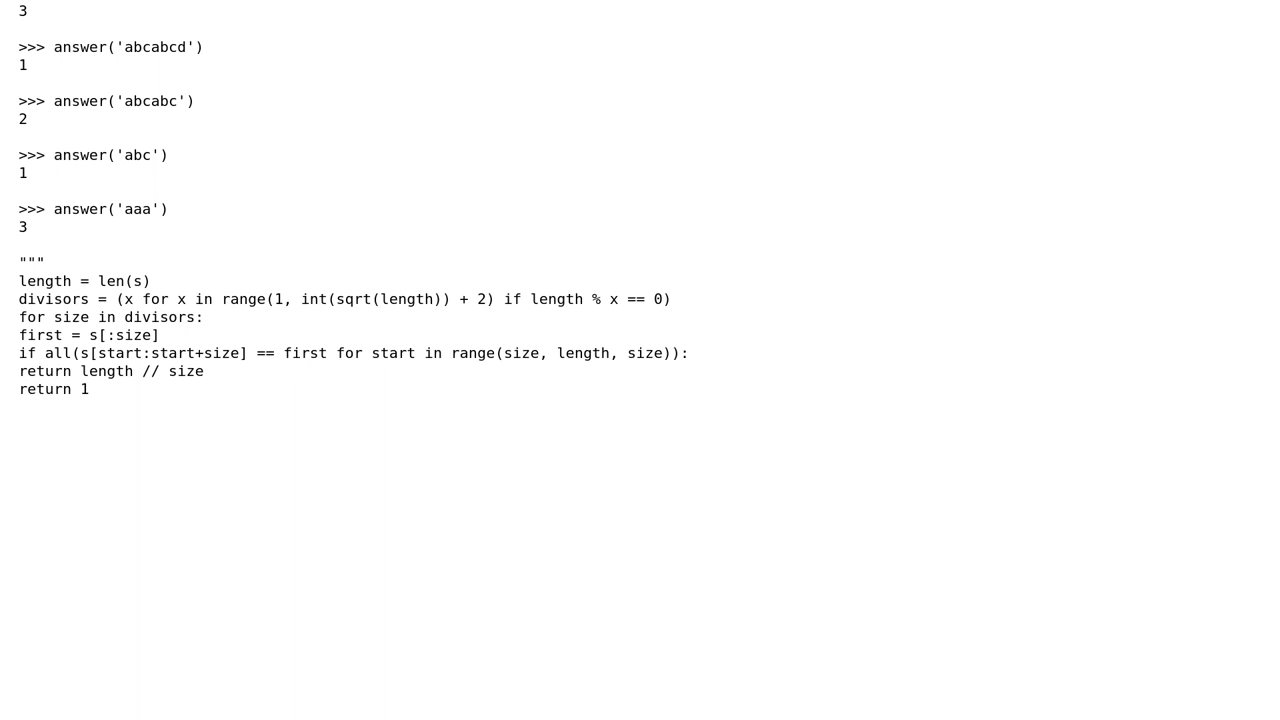 3
>>> answer('abcabcd')
1
>>> answer('abcabc')
2
>>> answer('abc')
1
>>> answer('aaa')
3
"""
length = len(s)
divisors = (x for x in range(1, int(sqrt(length)) + 2) if length % x == 0)
for size in divisors:
first = s[:size]
if all(s[start:start+size] == first for start in range(size, length, size)):
return length // size
return 1